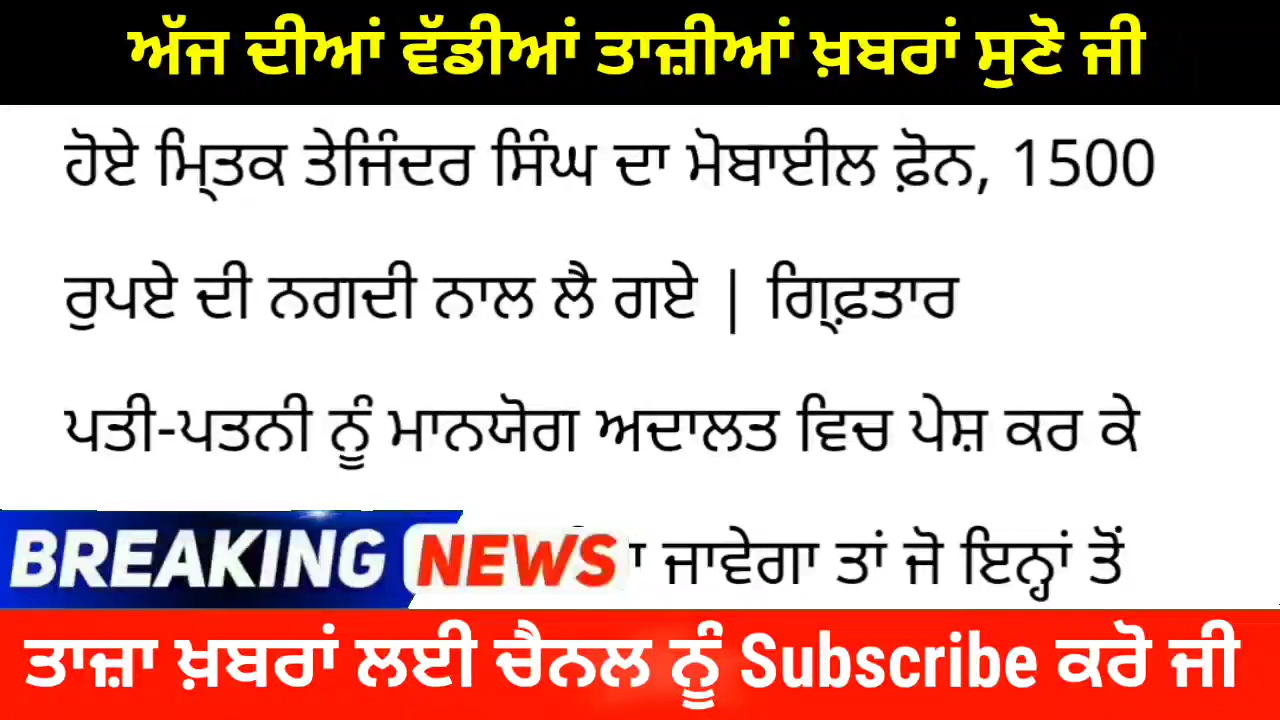 ਅੱਜ ਦੀਆਂ ਵੱਡੀਆਂ ਤਾਜ਼ੀਆਂ ਖ਼ਬਰਾਂ ਸੁਣੋ ਜੀ
ਹੋਏ ਮ੍ਰਿਤਕ ਤੇਜਿੰਦਰ ਸਿੰਘ ਦਾ ਮੋਬਾਈਲ ਫ਼ੋਨ, 1500
ਰੁਪਏ ਦੀ ਨਗਦੀ ਨਾਲ ਲੈ ਗਏ | ਗ੍ਰਿਫ਼ਤਾਰ
ਪਤੀ-ਪਤਨੀ ਨੂੰ ਮਾਨਯੋਗ ਅਦਾਲਤ ਵਿਚ ਪੇਸ਼ ਕਰ ਕੇ
BREAKING NEWS ਜਾਵੇਗਾ ਤਾਂ ਜੋ ਇਨ੍ਹਾਂ ਤੋਂ
ਤਾਜ਼ਾ ਖ਼ਬਰਾਂ ਲਈ ਚੈਨਲ ਨੂੰ Subscribe ਕਰੋ ਜੀ